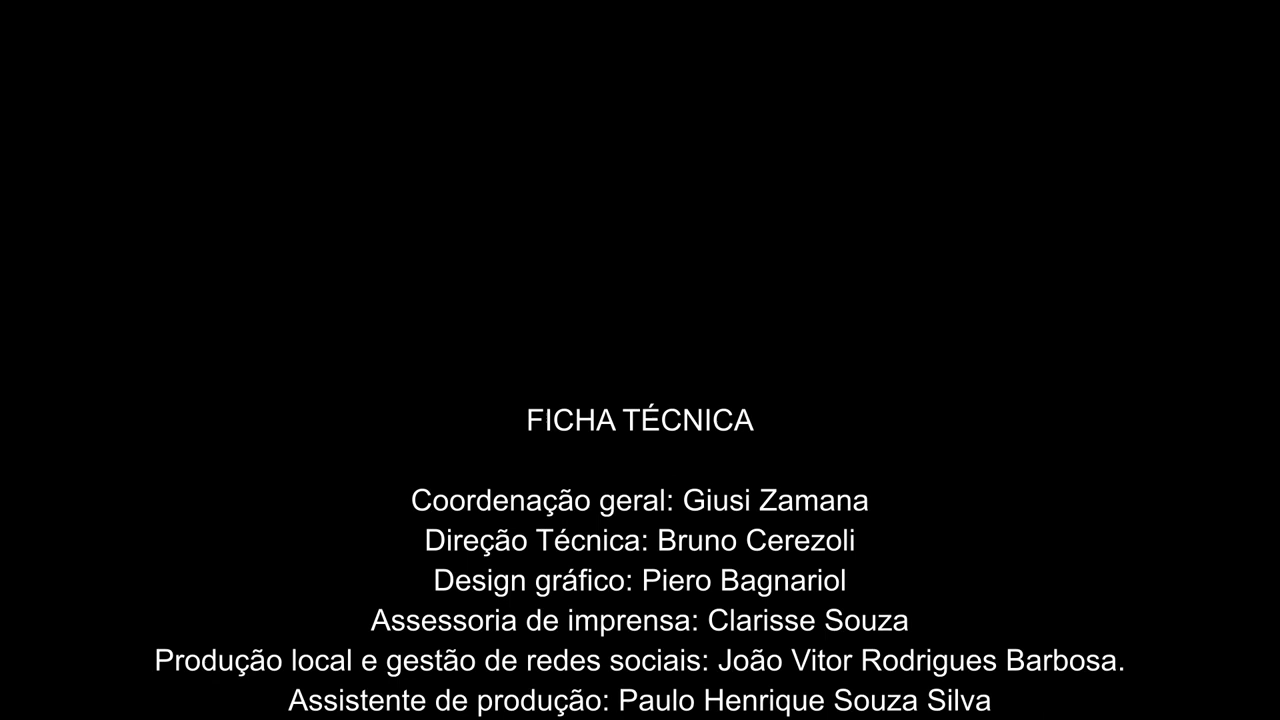 FICHA TÉCNICA
Coordenação geral: Giusi Zamana
Direção Técnica: Bruno Cerezoli
Design gráfico: Piero Bagnariol
Assessoria de imprensa: Clarisse Souza
Produção local e gestão de redes sociais: João Vitor Rodrigues Barbosa.
Assistente de produção: Paulo Henrique Souza Silva